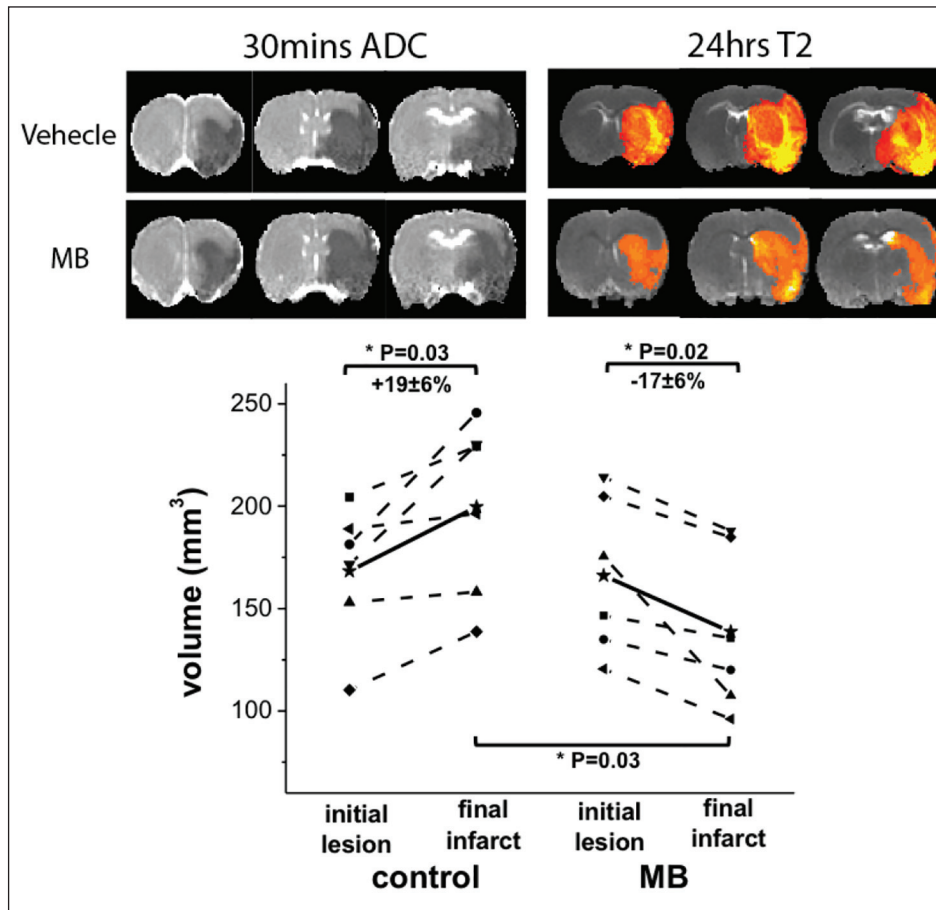 30mins ADC
24hrs T2
Vehecle
MB
* P=0.03
+19±6%
* P=0.02
-17±6%
250
200
150
100
volume (mm³)
* P=0.03
initial
lesion
final
infarct
initial
lesion
final
infarct
control
MB